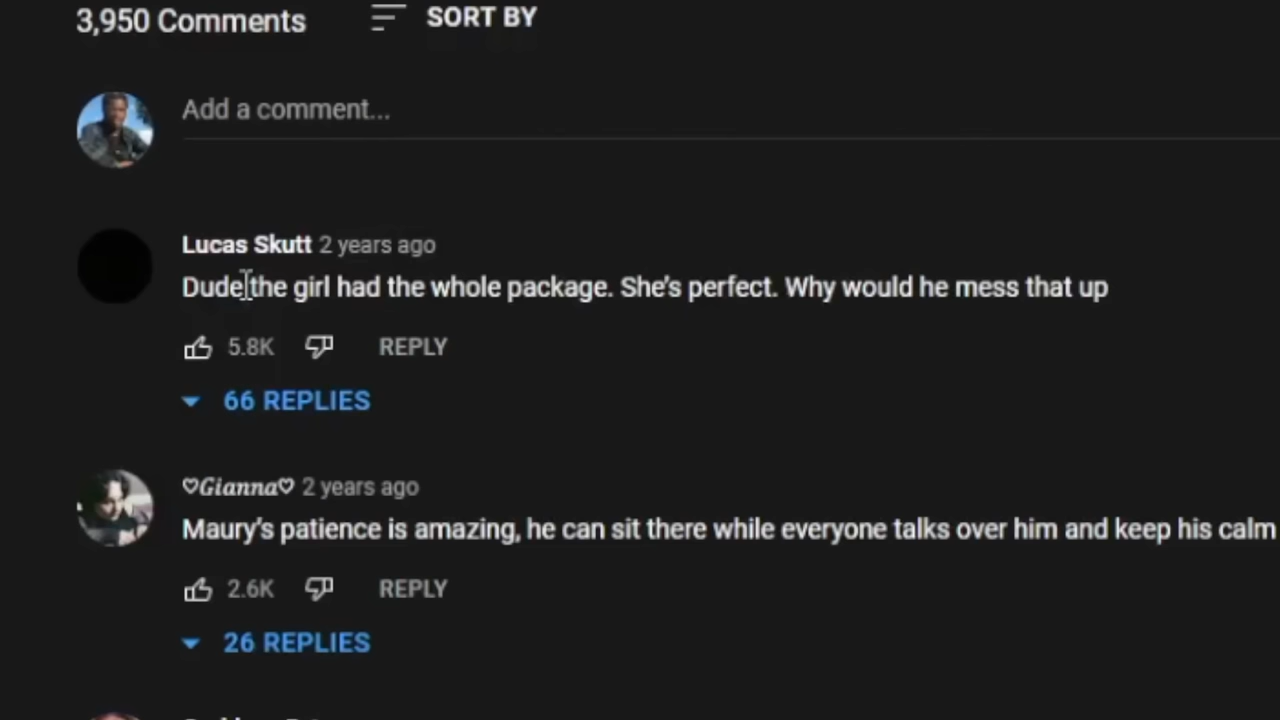 3,950 Comments SORT BY
Add a comment...
Lucas Skutt 2 years ago
Dude the girl had the whole package. She's perfect. Why would he mess that up
5.8K REPLY
66 REPLIES
♡Gianna♡ 2 years ago
Maury's patience is amazing, he can sit there while everyone talks over him and keep his calm
2.6K REPLY
26 REPLIES